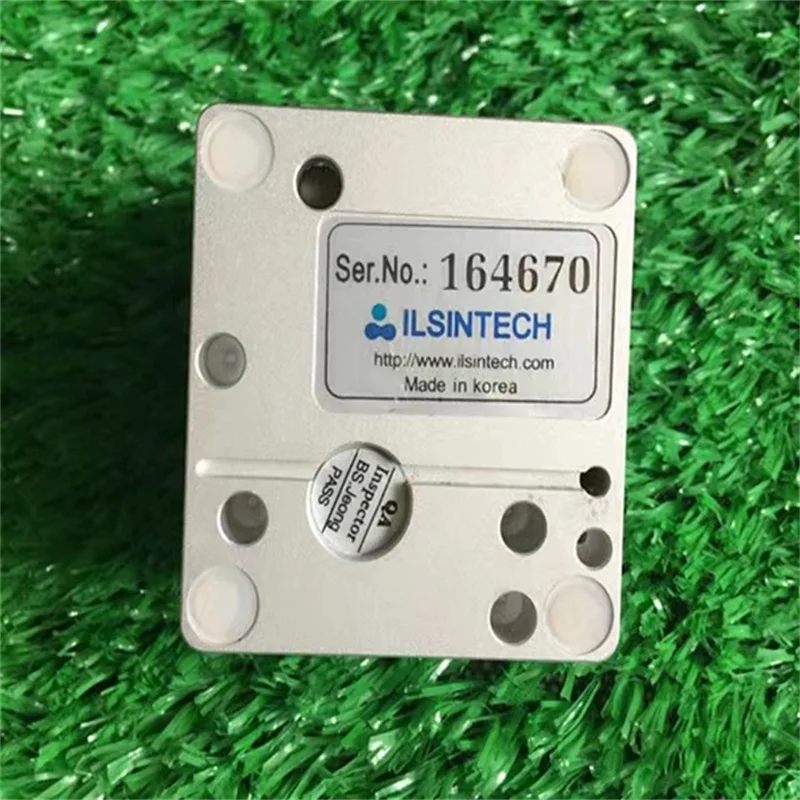 Ser.No.: 164670
ILSINTECH
http://www.ilsintech.com
Made in korea
QA
Inspector
BS.Jeong
PASS